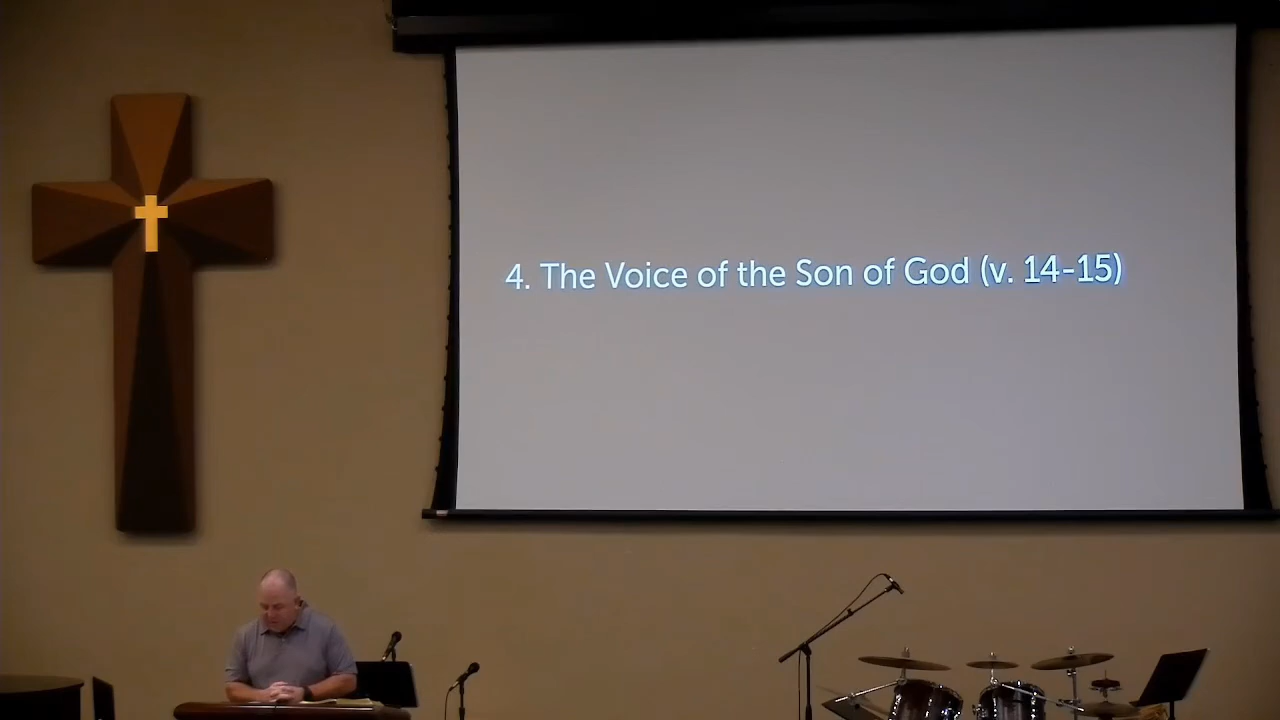 4. The Voice of the Son of God (v. 14-15)